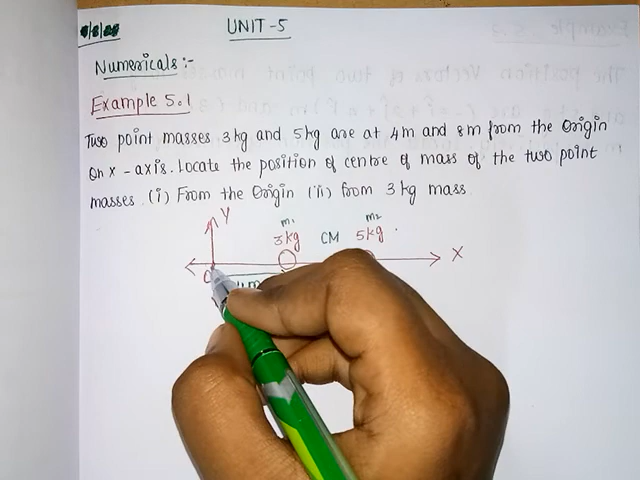 UNIT-5
Numericals:-
Example 5.1
Two point masses 3kg and 5kg are at 4m and 8m from the Origin
On x-axis. Locate the position of centre of mass of the two point
masses (i) From the Origin (ii) from 3kg mass
Y
m1 m2
3kg CM 5kg
X
O
4m